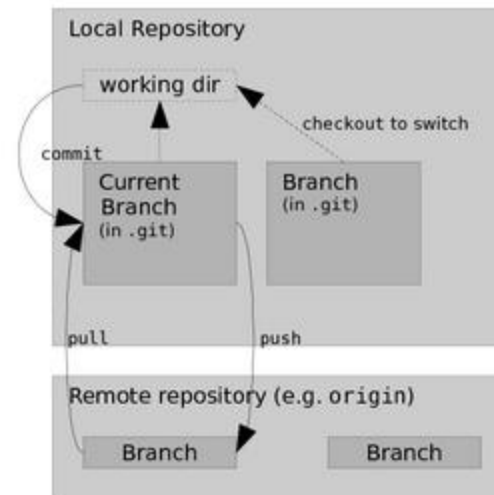 Local Repository
working dir
checkout to switch
commit
Current
Branch
(in .git)
Branch
(in .git)
pull
push
Remote repository (e.g. origin)
Branch
Branch